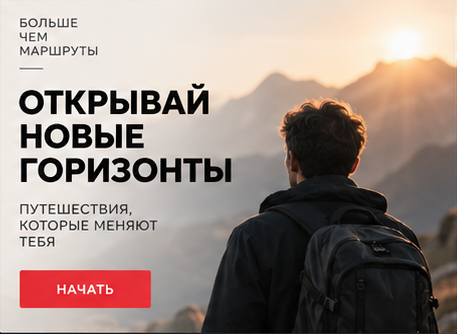 БОЛЬШЕ
ЧЕМ
МАРШРУТЫ
ОТКРЫВАЙ
НОВЫЕ
ГОРИЗОНТЫ
ПУТЕШЕСТВИЯ,
КОТОРЫЕ МЕНЯЮТ
ТЕБЯ
НАЧАТЬ